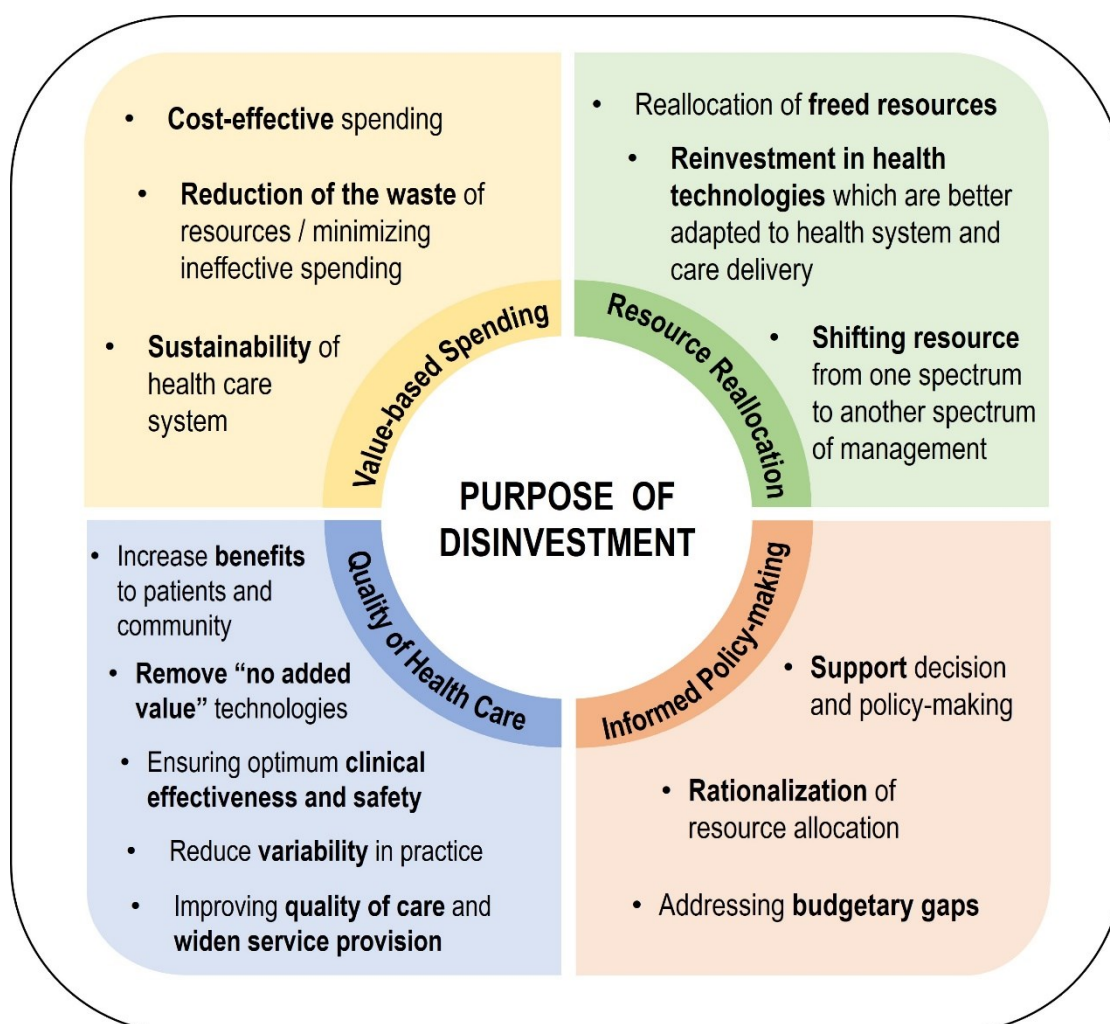 • Cost-effective spending
• Reduction of the waste of
resources / minimizing
ineffective spending
• Sustainability of
health care
system
Value-based Spending
• Reallocation of freed resources
• Reinvestment in health
technologies which are better
adapted to health system and
care delivery
• Shifting resource
from one spectrum
to another spectrum
of management
Resource Reallocation
PURPOSE OF
DISINVESTMENT
• Increase benefits
to patients and
community
• Remove “no added
value” technologies
• Ensuring optimum clinical
effectiveness and safety
• Reduce variability in practice
• Improving quality of care and
widen service provision
Quality of Health Care
• Support decision
and policy-making
• Rationalization of
resource allocation
• Addressing budgetary gaps
Informed Policy-making